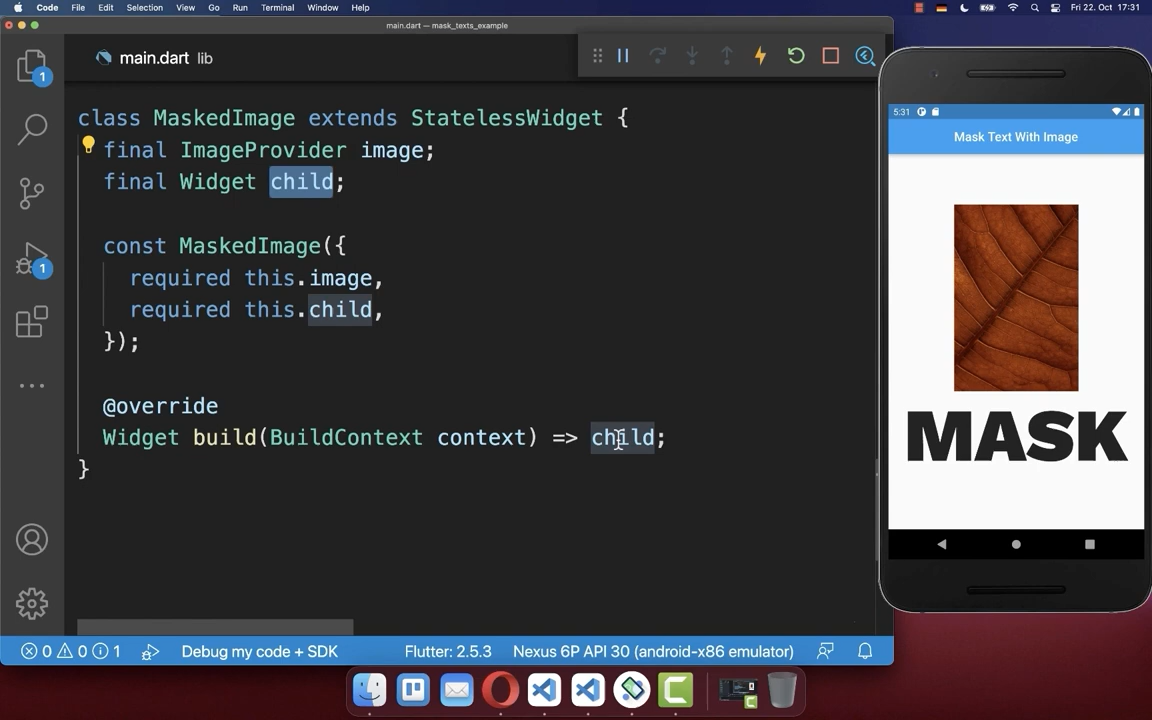 Code File Edit Selection View Go Run Terminal Window Help Fri 22. Oct 17:31
main.dart — mask_texts_example
main.dart lib
1
1
class MaskedImage extends StatelessWidget {
final ImageProvider image;
final Widget child;
const MaskedImage({
required this.image,
required this.child,
});
@override
Widget build(BuildContext context) => child;
}
0 0 1 Debug my code + SDK Flutter: 2.5.3 Nexus 6P API 30 (android-x86 emulator)
5:31
Mask Text With Image
MASK